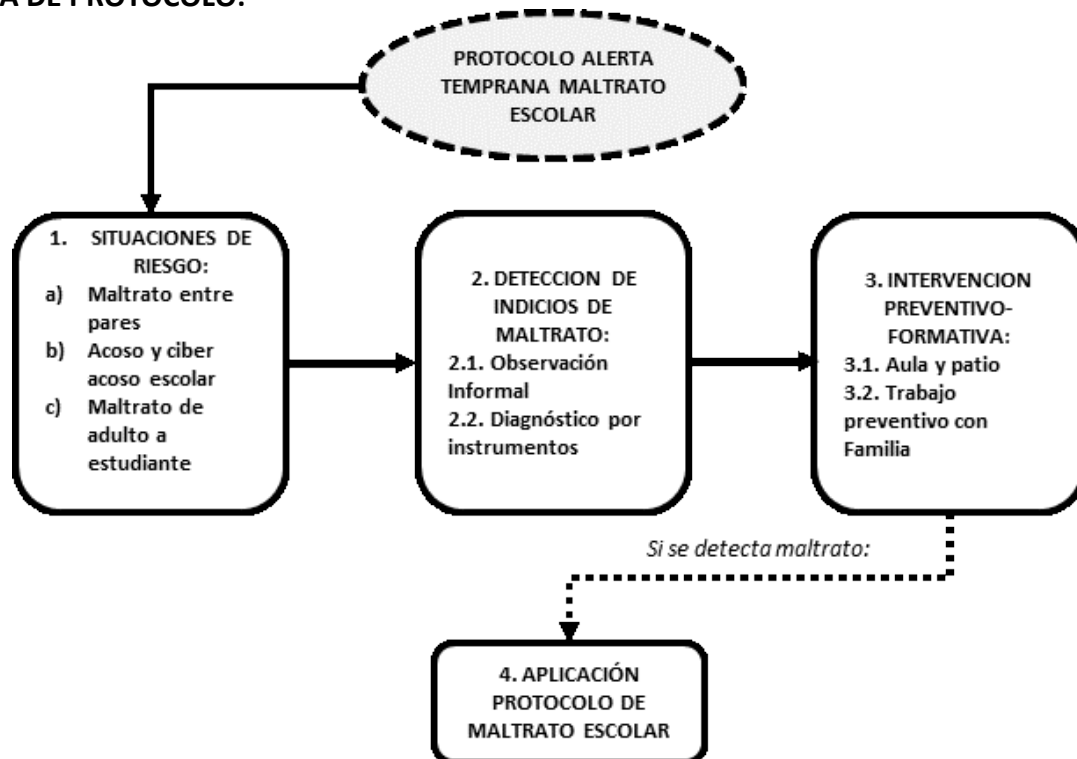 A DE PROTOCOLO:
PROTOCOLO ALERTA
TEMPRANA MALTRATO
ESCOLAR
1. SITUACIONES DE
RIESGO:
a) Maltrato entre
pares
b) Acoso y ciber
acoso escolar
c) Maltrato de
adulto a
estudiante
2. DETECCION DE
INDICIOS DE
MALTRATO:
2.1. Observación
Informal
2.2. Diagnóstico por
instrumentos
3. INTERVENCION
PREVENTIVO-
FORMATIVA:
3.1. Aula y patio
3.2. Trabajo
preventivo con
Familia
Si se detecta maltrato:
4. APLICACIÓN
PROTOCOLO DE
MALTRATO ESCOLAR